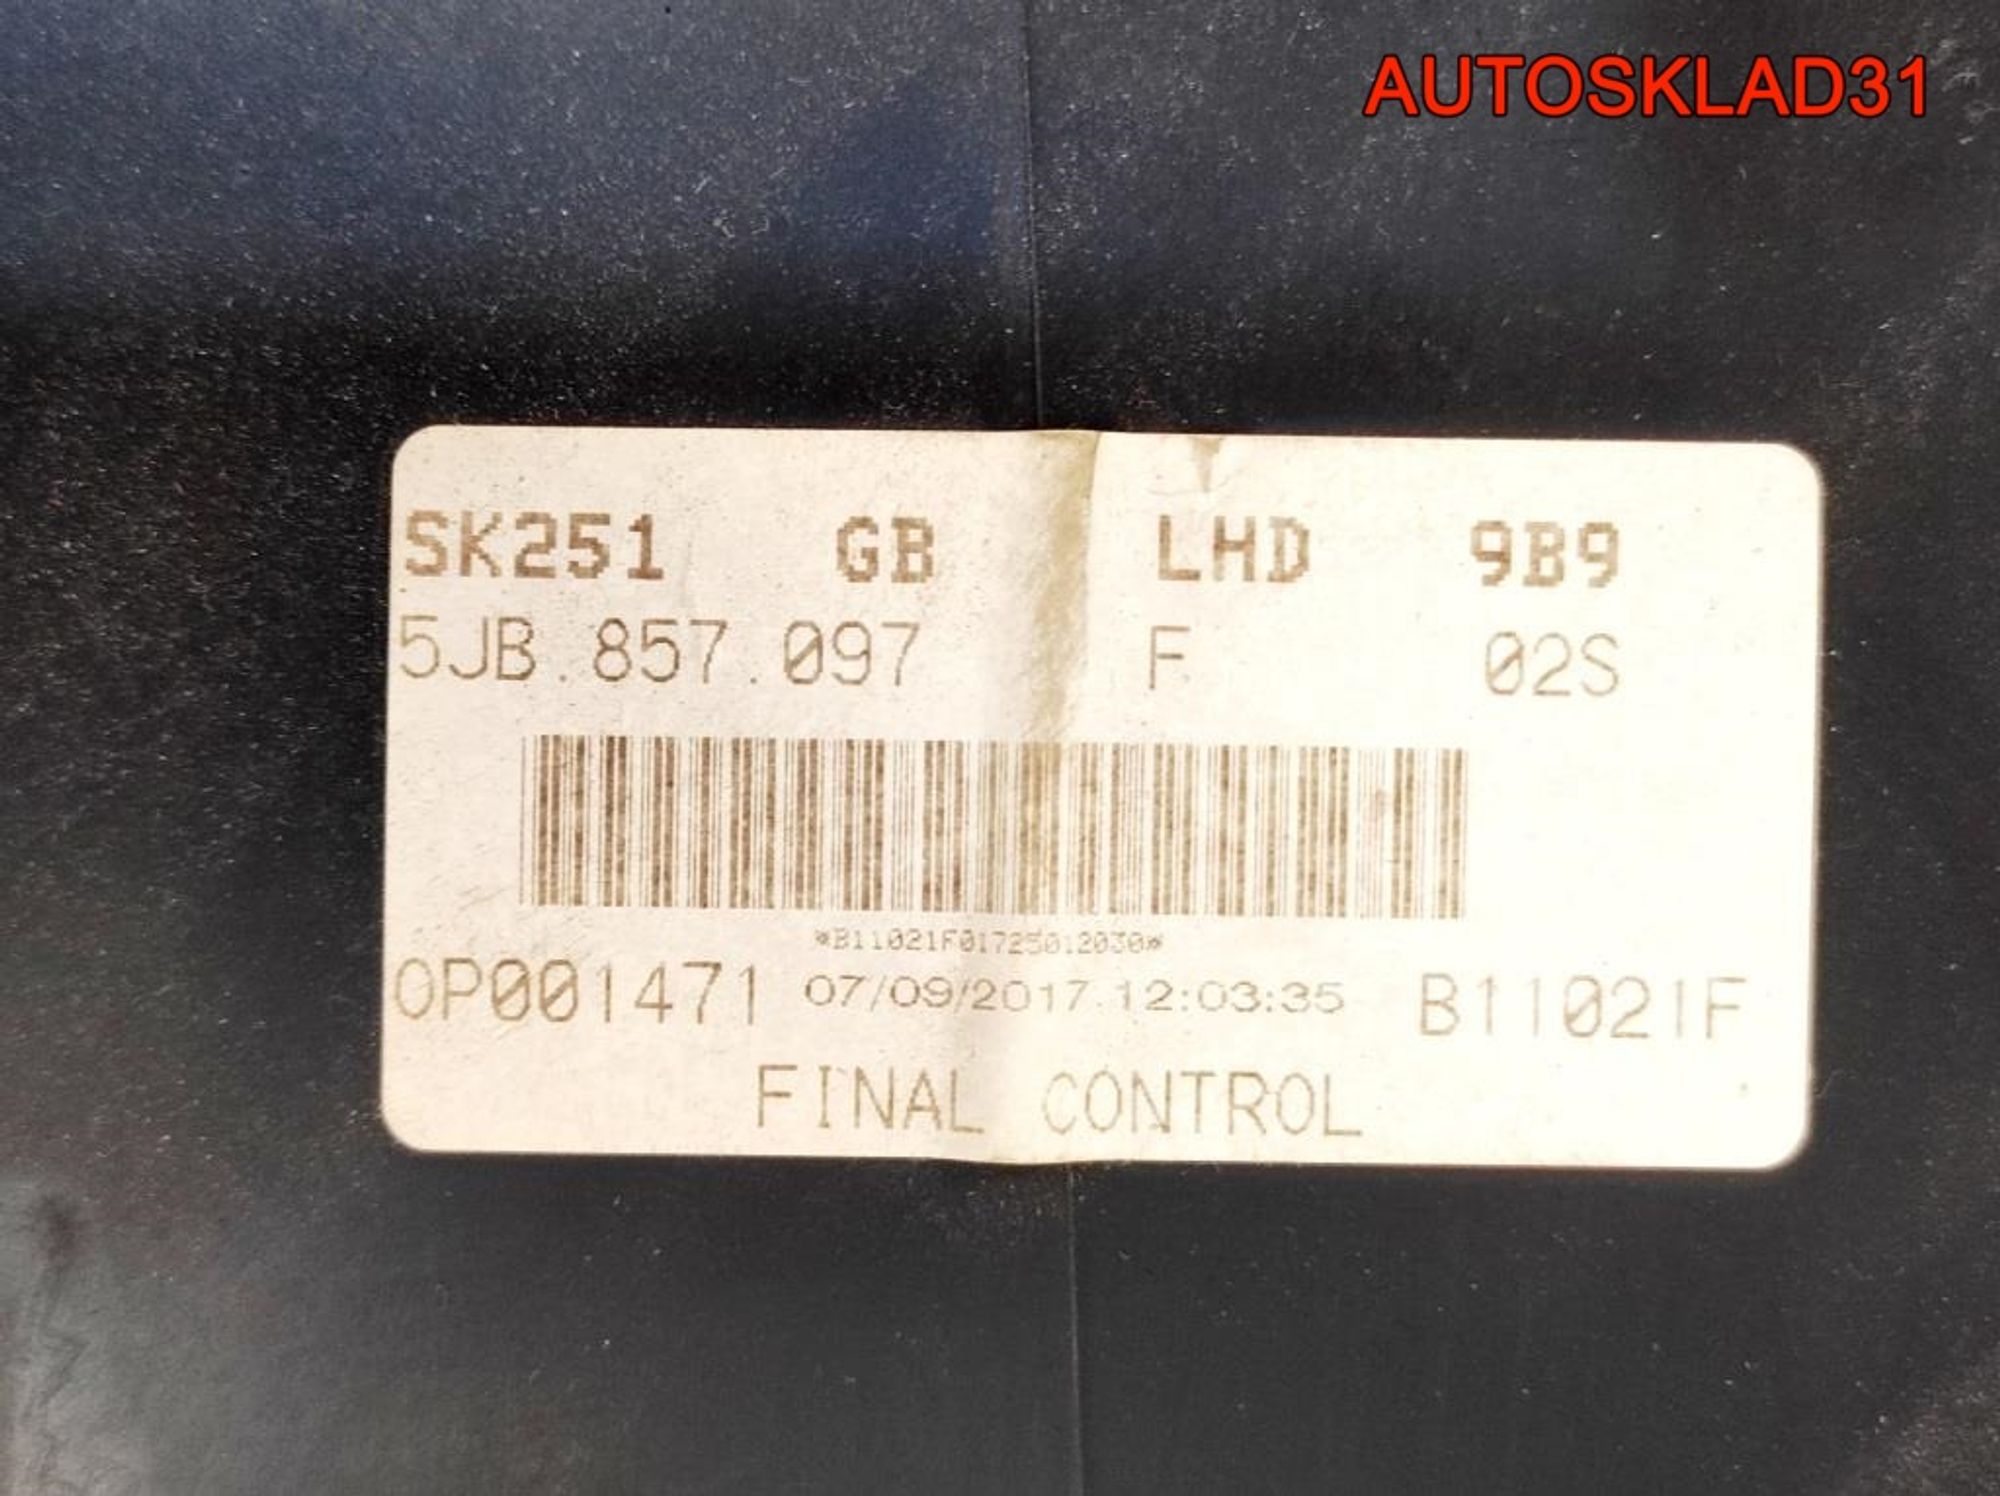 AUTOSKLAD31
SK251 GB LHD 9B9
5JB.857.097 F 02S
*B11021F01725012030*
0P001471 07/09/2017 12:03:35 B11021F
FINAL CONTROL